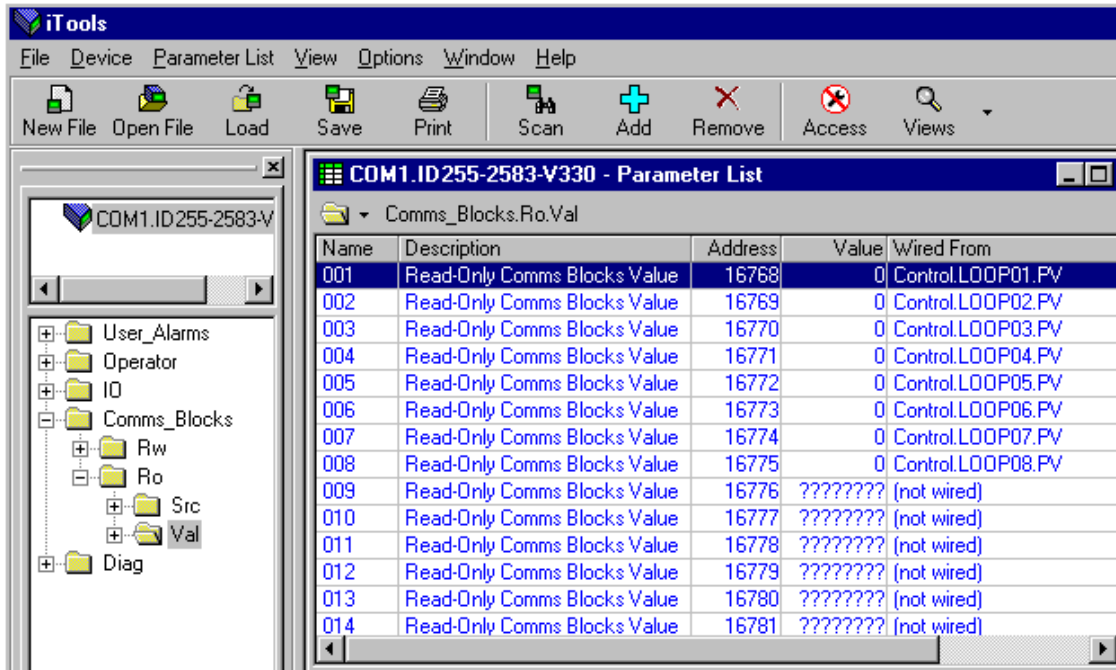 iTools
File Device Parameter List View Options Window Help
New File Open File Load Save Print Scan Add Remove Access Views
COM1.ID255-2583-V
User_Alarms
Operator
IO
Comms_Blocks
Rw
Ro
Src
Val
Diag
COM1.ID255-2583-V330 - Parameter List
Comms_Blocks.Ro.Val
Name Description Address Value Wired From
001 Read-Only Comms Blocks Value 16768 0 Control.LOOP01.PV
002 Read-Only Comms Blocks Value 16769 0 Control.LOOP02.PV
003 Read-Only Comms Blocks Value 16770 0 Control.LOOP03.PV
004 Read-Only Comms Blocks Value 16771 0 Control.LOOP04.PV
005 Read-Only Comms Blocks Value 16772 0 Control.LOOP05.PV
006 Read-Only Comms Blocks Value 16773 0 Control.LOOP06.PV
007 Read-Only Comms Blocks Value 16774 0 Control.LOOP07.PV
008 Read-Only Comms Blocks Value 16775 0 Control.LOOP08.PV
009 Read-Only Comms Blocks Value 16776 ???????? (not wired)
010 Read-Only Comms Blocks Value 16777 ???????? (not wired)
011 Read-Only Comms Blocks Value 16778 ???????? (not wired)
012 Read-Only Comms Blocks Value 16779 ???????? (not wired)
013 Read-Only Comms Blocks Value 16780 ???????? (not wired)
014 Read-Only Comms Blocks Value 16781 ???????? (not wired)